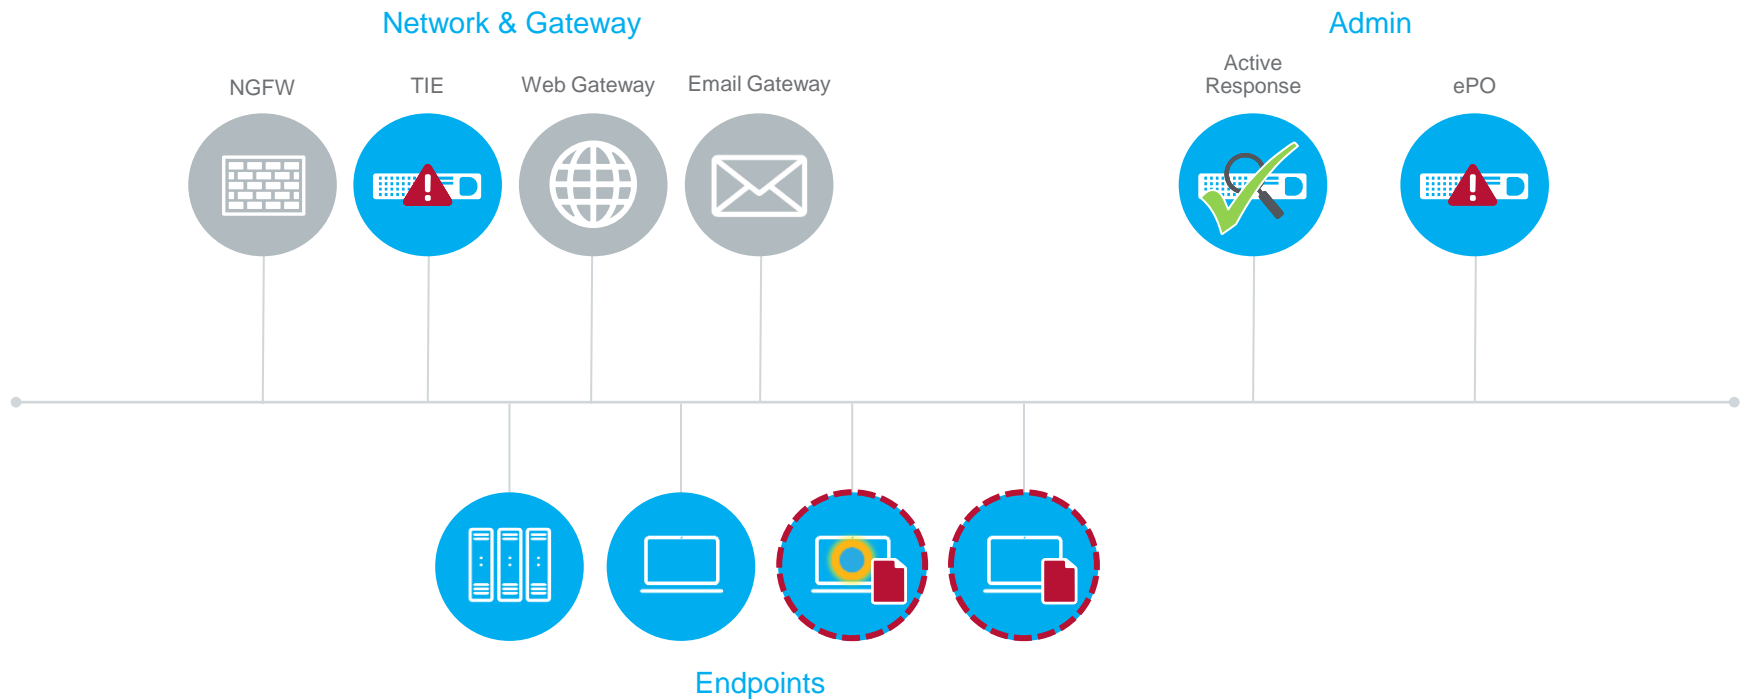 Network & Gateway
Admin
NGFW
TIE
Web Gateway
Email Gateway
Active
Response
ePO
Endpoints